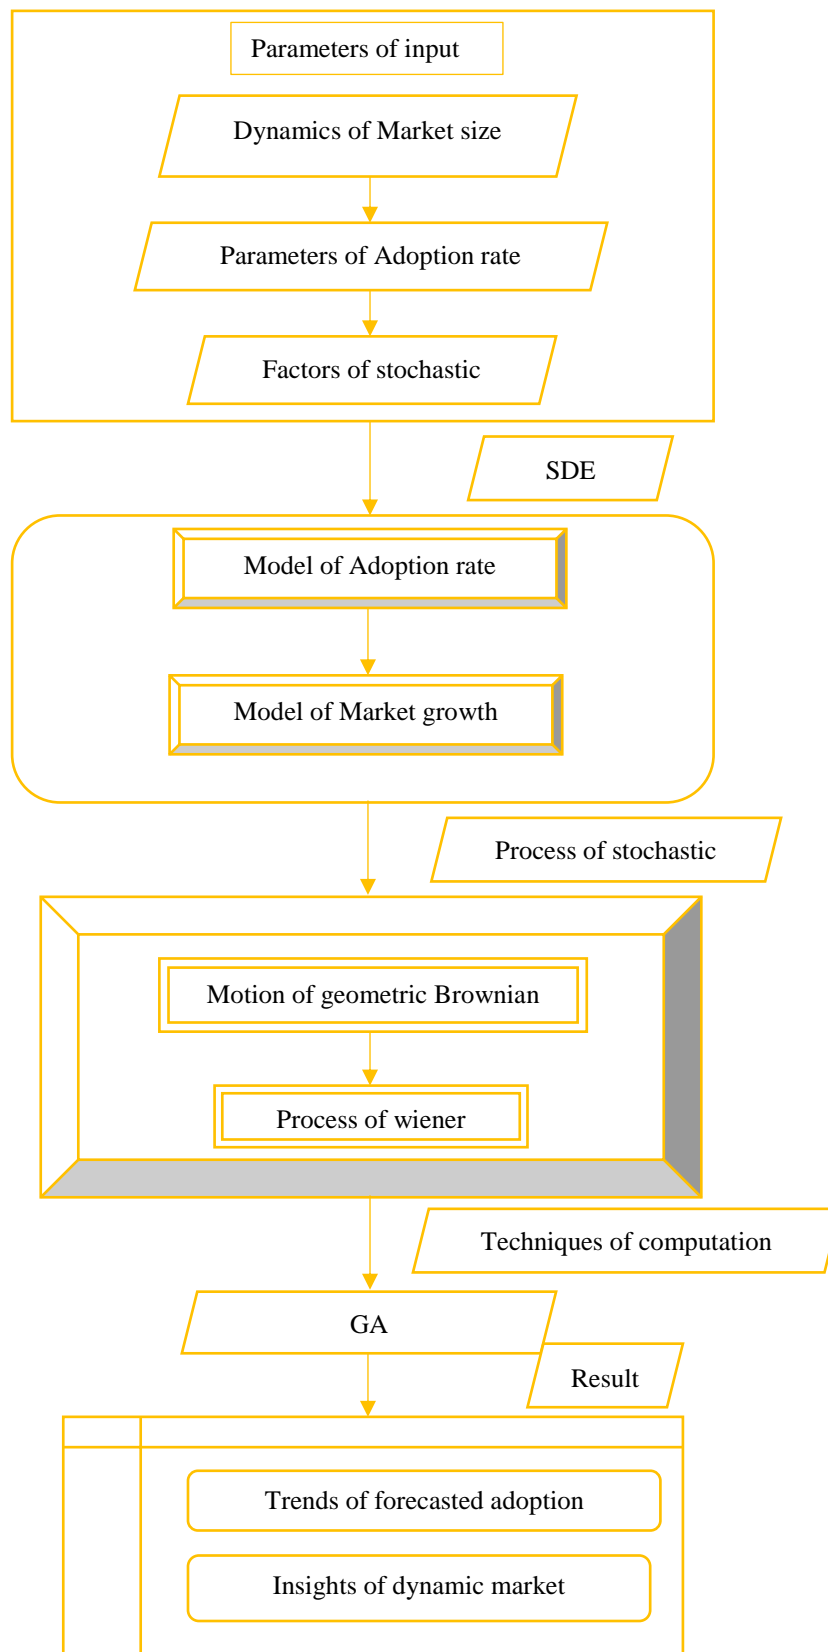 Parameters of input
Dynamics of Market size
Parameters of Adoption rate
Factors of stochastic
SDE
Model of Adoption rate
Model of Market growth
Process of stochastic
Motion of geometric Brownian
Process of wiener
Techniques of computation
GA
Result
Trends of forecasted adoption
Insights of dynamic market